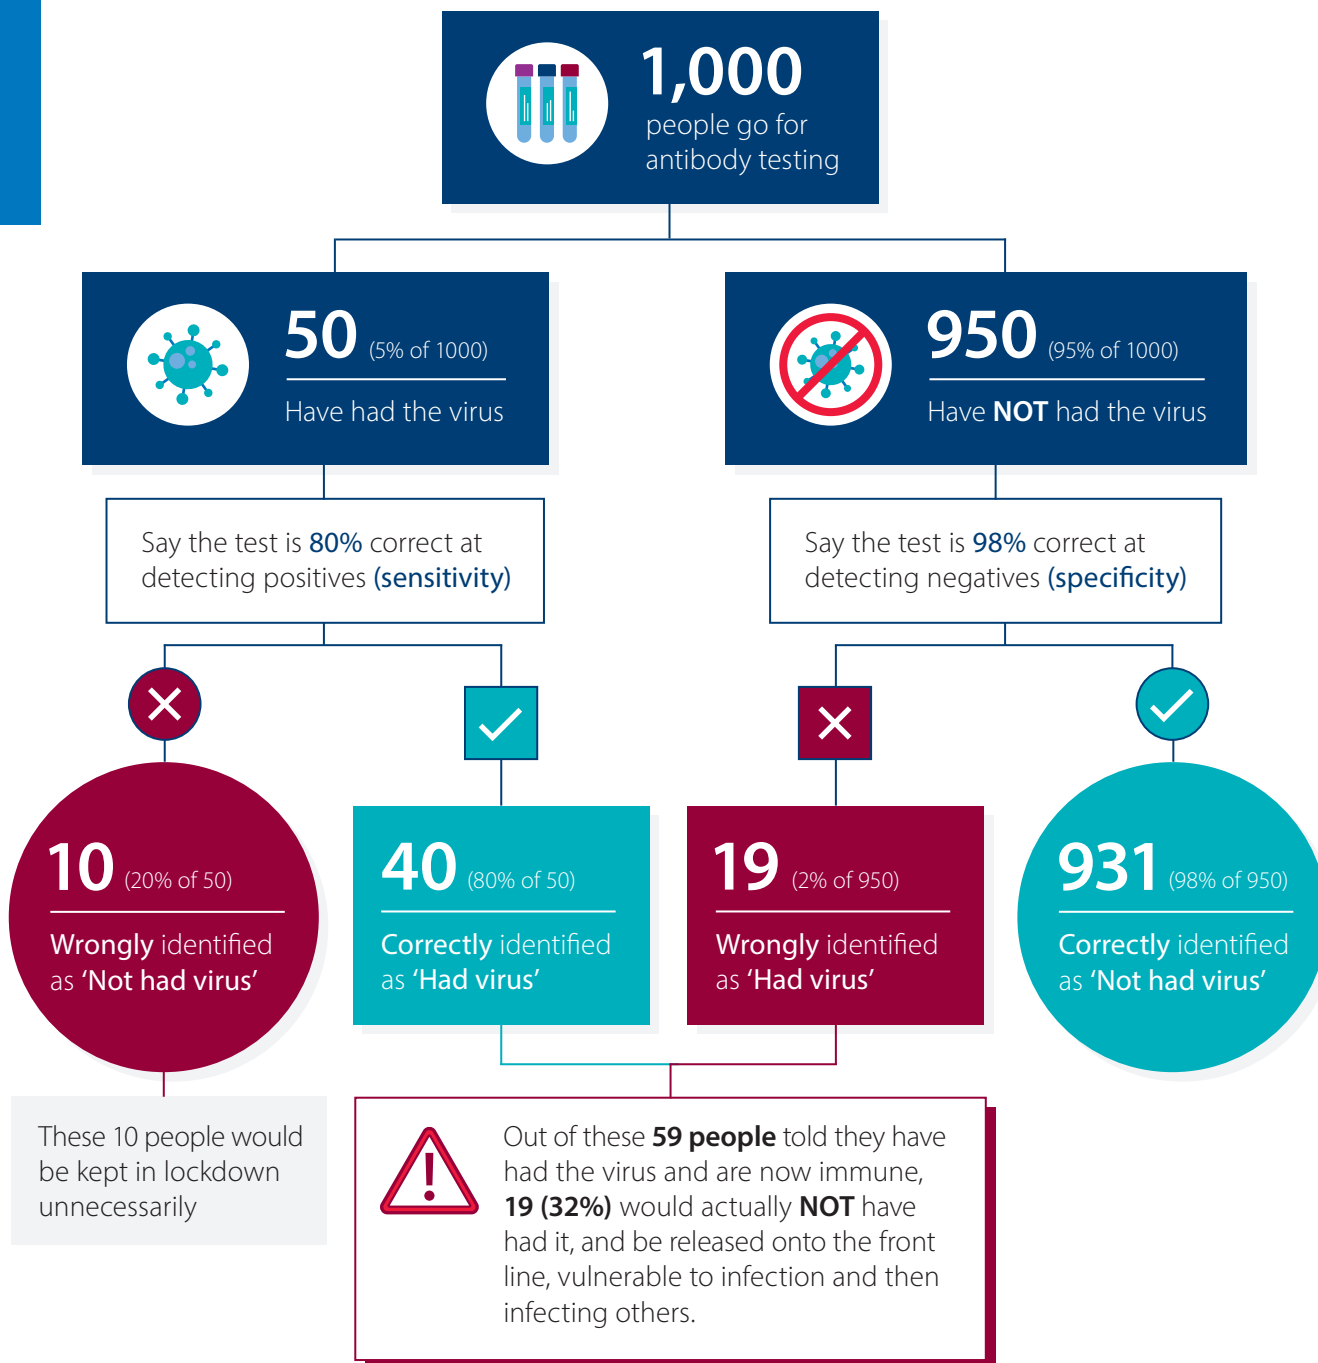 1,000
people go for
antibody testing
50 (5% of 1000)
Have had the virus
950 (95% of 1000)
Have NOT had the virus
Say the test is 80% correct at
detecting positives (sensitivity)
Say the test is 98% correct at
detecting negatives (specificity)
10 (20% of 50)
Wrongly identified
as ‘Not had virus’
40 (80% of 50)
Correctly identified
as ‘Had virus’
19 (2% of 950)
Wrongly identified
as ‘Had virus’
931 (98% of 950)
Correctly identified
as ‘Not had virus’
These 10 people would
be kept in lockdown
unnecessarily
Out of these 59 people told they have
had the virus and are now immune,
19 (32%) would actually NOT have
had it, and be released onto the front
line, vulnerable to infection and then
infecting others.